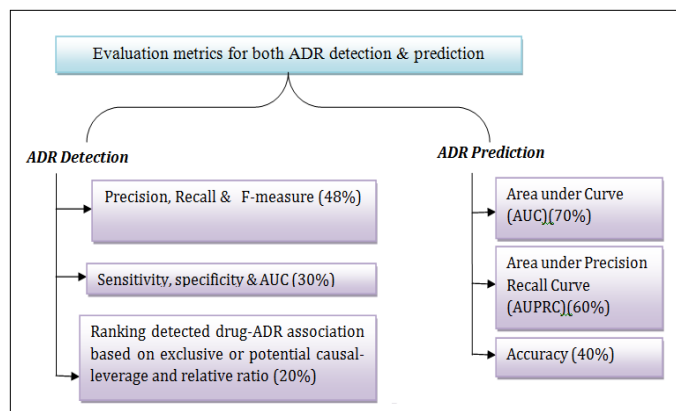 Evaluation metrics for both ADR detection & prediction
ADR Detection
Precision, Recall & F-measure (48%)
Sensitivity, specificity & AUC (30%)
Ranking detected drug-ADR association
based on exclusive or potential causal-
leverage and relative ratio (20%)
ADR Prediction
Area under Curve
(AUC)(70%)
Area under Precision
Recall Curve
(AUPRC)(60%)
Accuracy (40%)